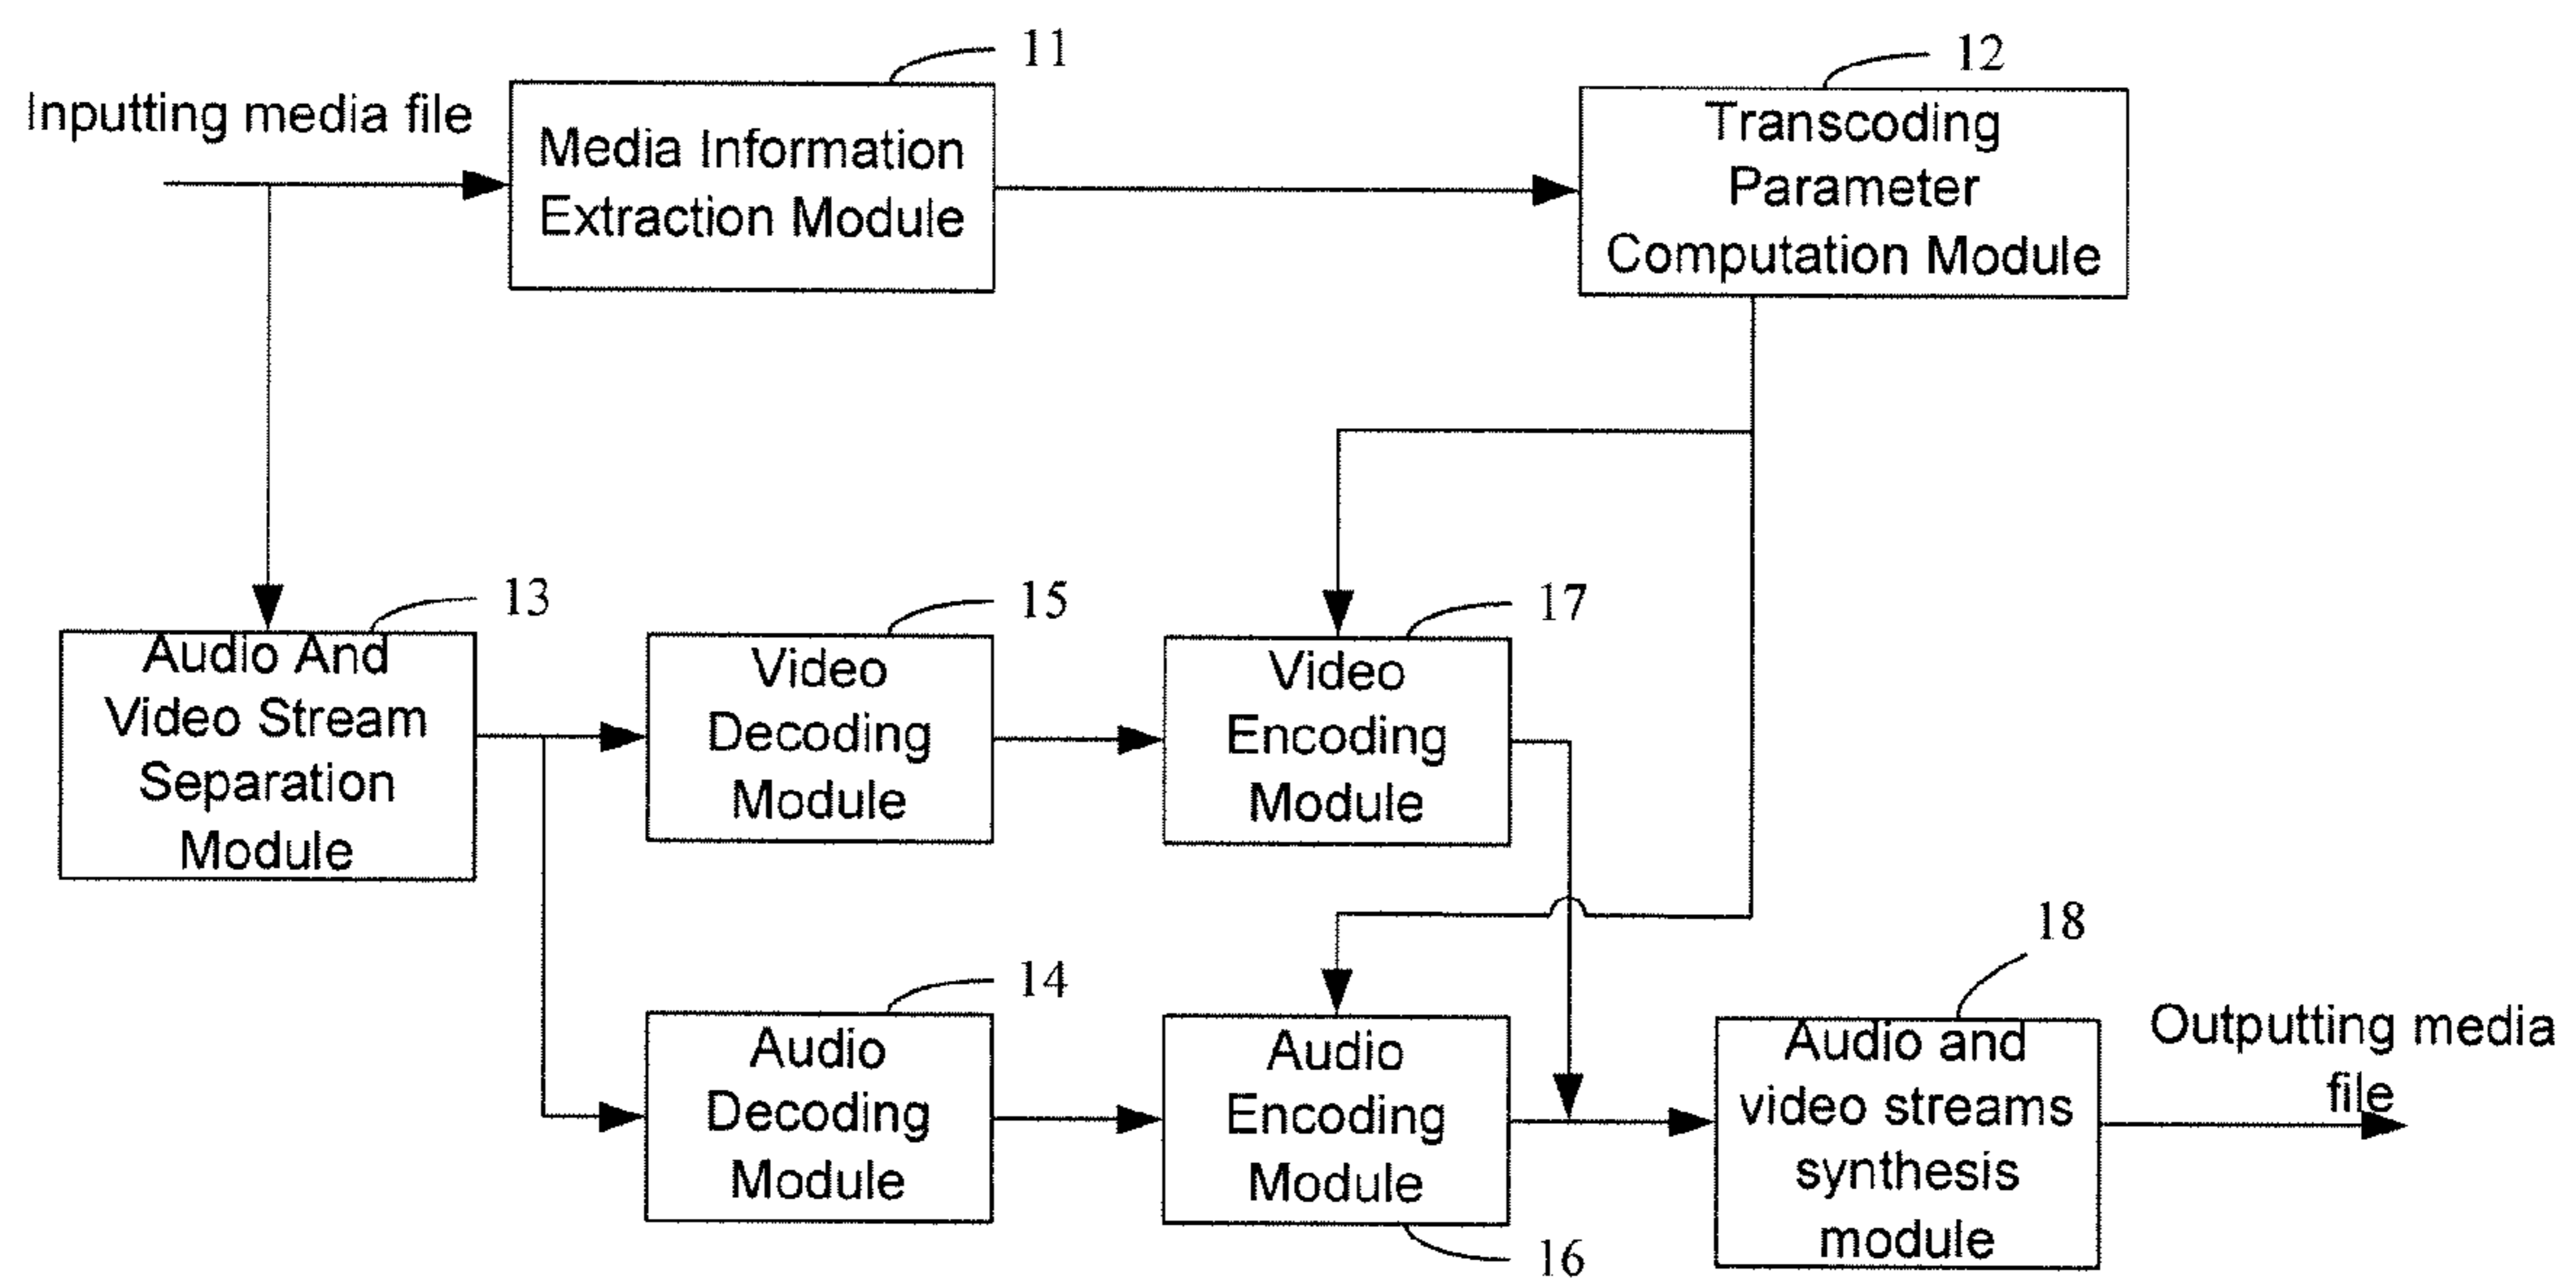 11
12
Inputting media file
Media Information
Extraction Module
Transcoding
Parameter
Computation Module
13
15
17
Audio And
Video Stream
Separation
Module
Video
Decoding
Module
Video
Encoding
Module
14
18
Audio
Decoding
Module
Audio
Encoding
Module
16
Audio and
video streams
synthesis
module
Outputting media
file